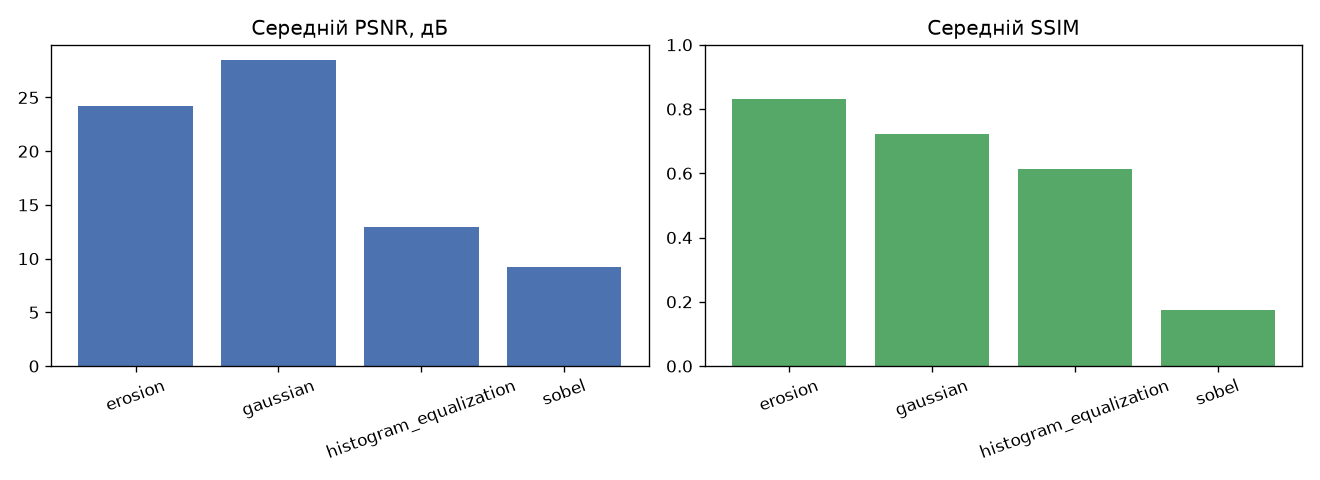 Середній PSNR, дБ
25
20
15
10
5
0
erosion
gaussian
histogram_equalization
sobel
Середній SSIM
1.0
0.8
0.6
0.4
0.2
0.0
erosion
gaussian
histogram_equalization
sobel